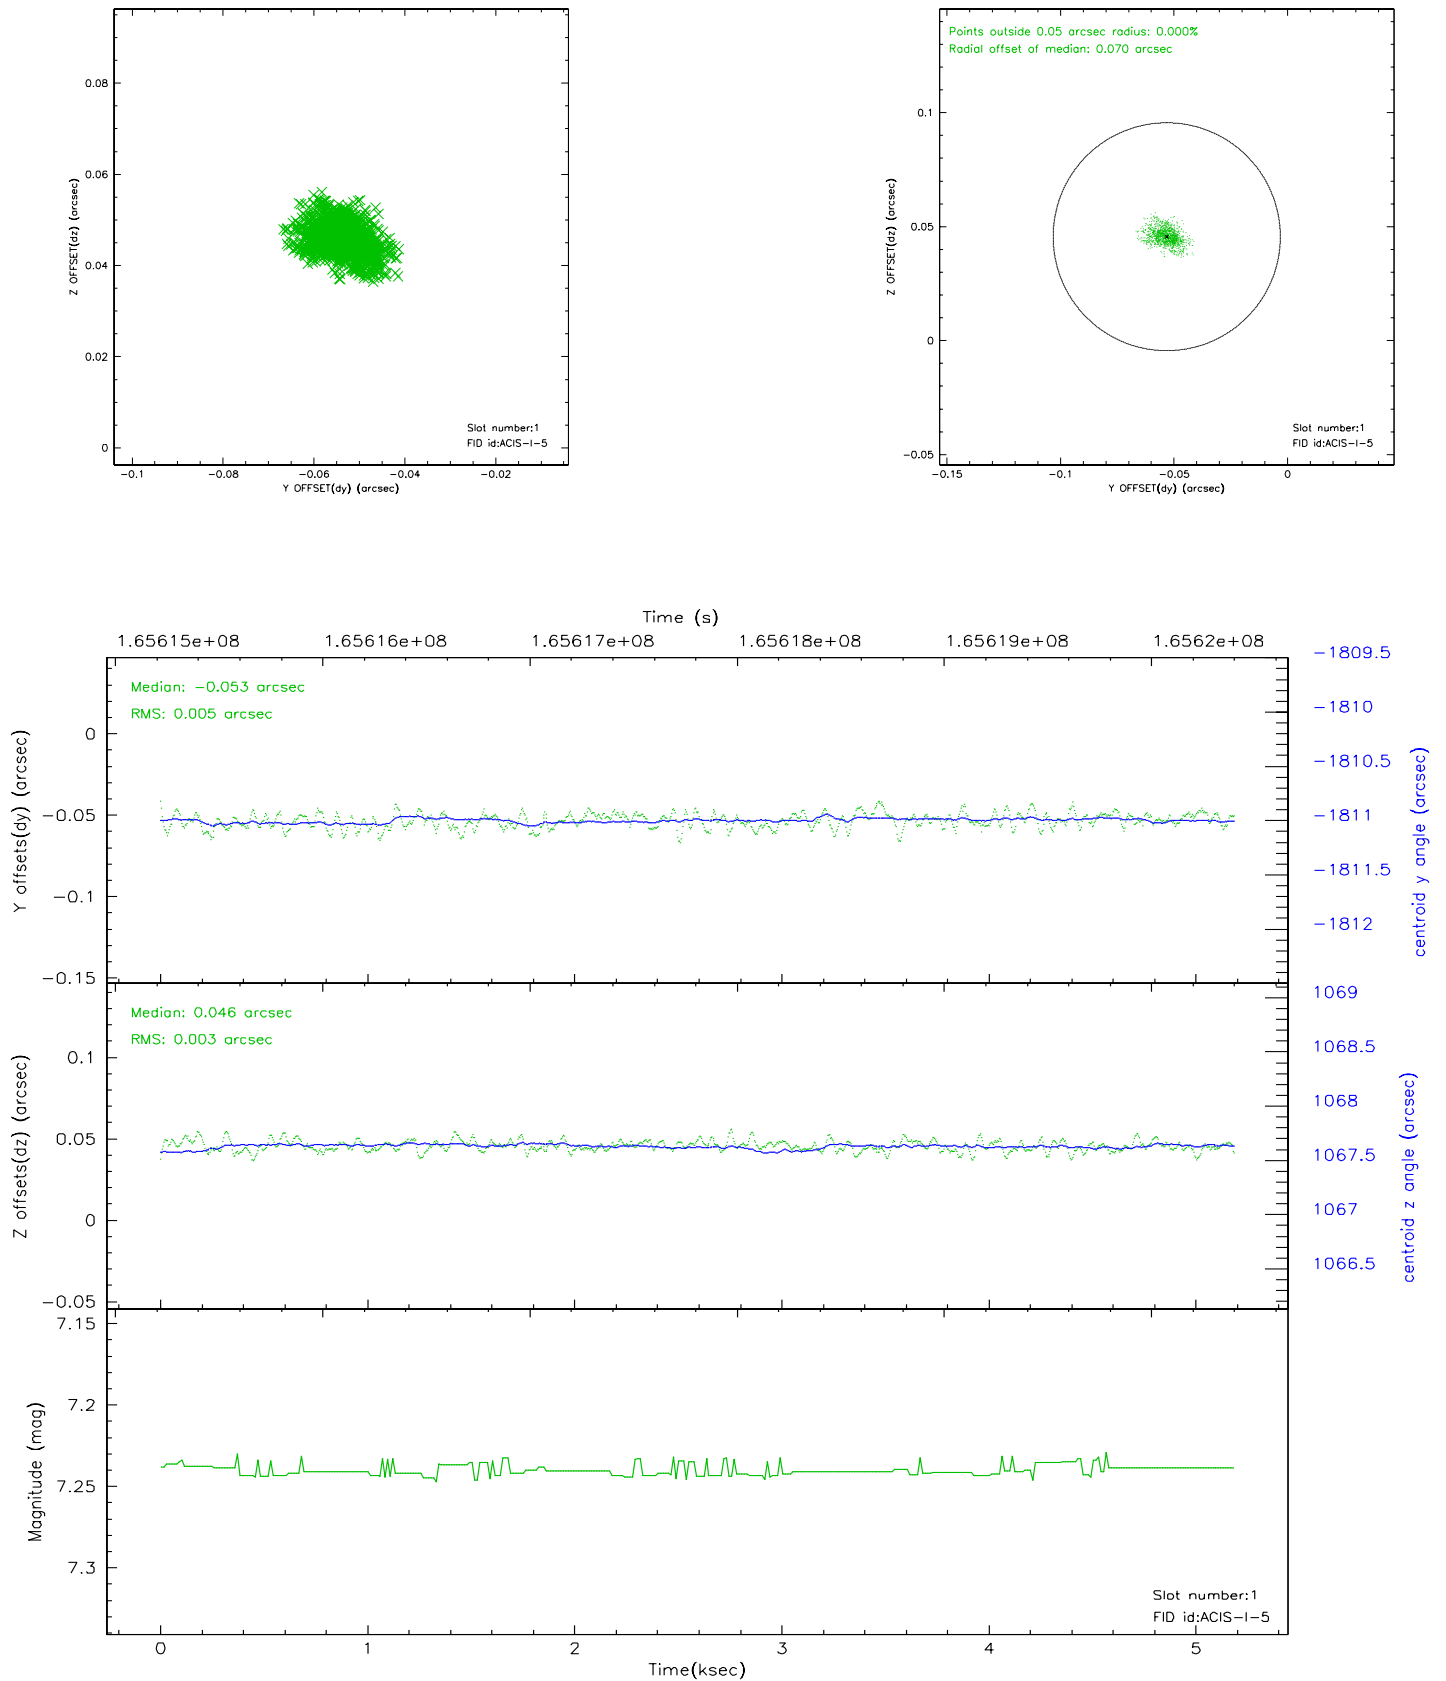 0.08
0.06
0.04
0.02
0
Z OFFSET(dz) (arcsec)
Slot number:1
FID id:ACIS-I-5
-0.1 -0.08 -0.06 -0.04 -0.02
Y OFFSET(dy) (arcsec)
Points outside 0.05 arcsec radius: 0.000%
Radial offset of median: 0.070 arcsec
0.1
0.05
0
-0.05
Z OFFSET(dz) (arcsec)
Slot number:1
FID id:ACIS-I-5
-0.15 -0.1 -0.05 0
Y OFFSET(dy) (arcsec)
Time (s)
1.65615e+08 1.65616e+08 1.65617e+08 1.65618e+08 1.65619e+08 1.6562e+08
Median: -0.053 arcsec
RMS: 0.005 arcsec
0
-0.05
-0.1
-0.15
Y offsets(dy) (arcsec)
-1809.5
-1810
-1810.5
-1811
-1811.5
-1812
centroid y angle (arcsec)
Median: 0.046 arcsec
RMS: 0.003 arcsec
0.1
0.05
0
-0.05
Z offsets(dz) (arcsec)
1069
1068.5
1068
1067.5
1067
1066.5
centroid z angle (arcsec)
7.15
7.2
7.25
7.3
Magnitude (mag)
Slot number:1
FID id:ACIS-I-5
0 1 2 3 4 5
Time(ksec)